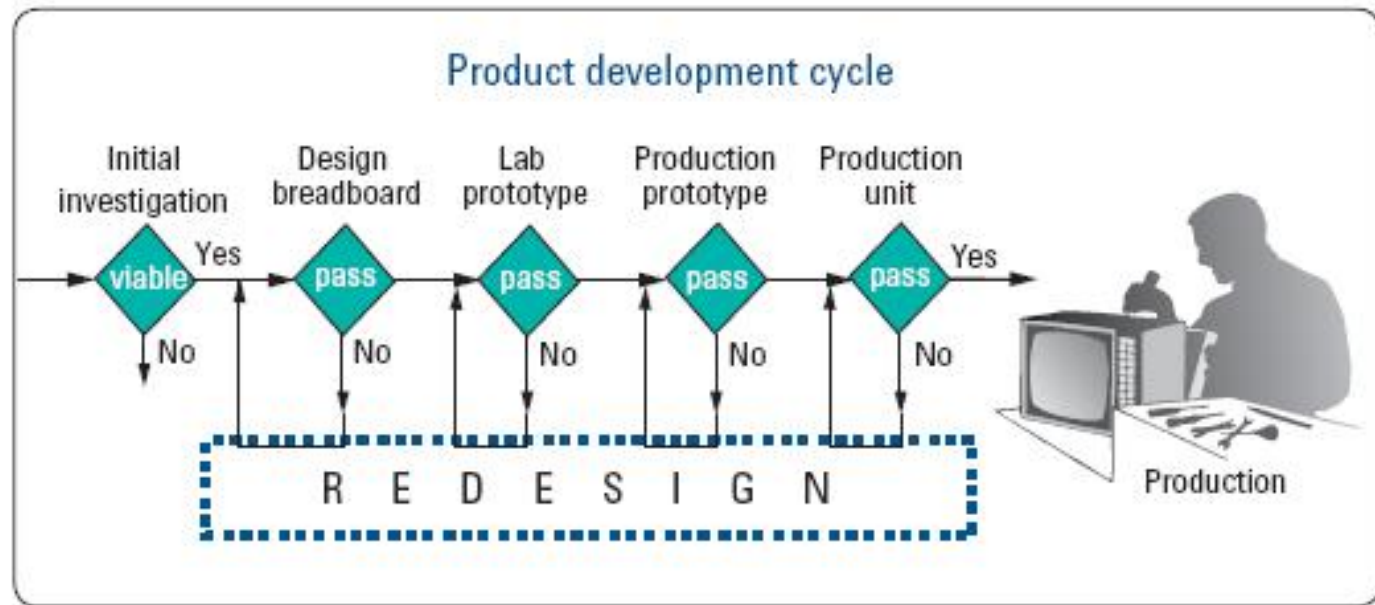 Product development cycle
Initial
investigation
Design
breadboard
Lab
prototype
Production
prototype
Production
unit
viable
Yes
pass
pass
pass
pass
Yes
No
No
No
No
No
R E D E S I G N
Production